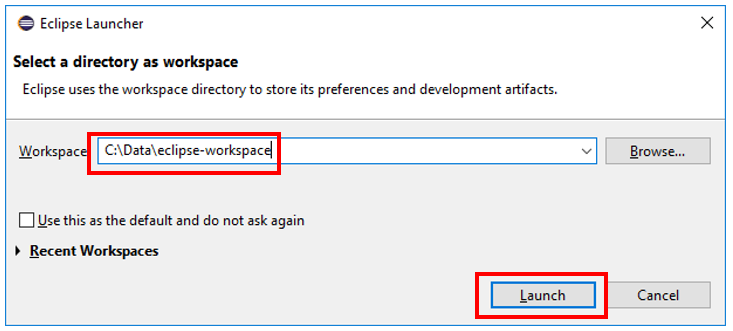 Eclipse Launcher
Select a directory as workspace
Eclipse uses the workspace directory to store its preferences and development artifacts.
Workspace C:\Data\eclipse-workspace Browse...
Use this as the default and do not ask again
Recent Workspaces
Launch Cancel